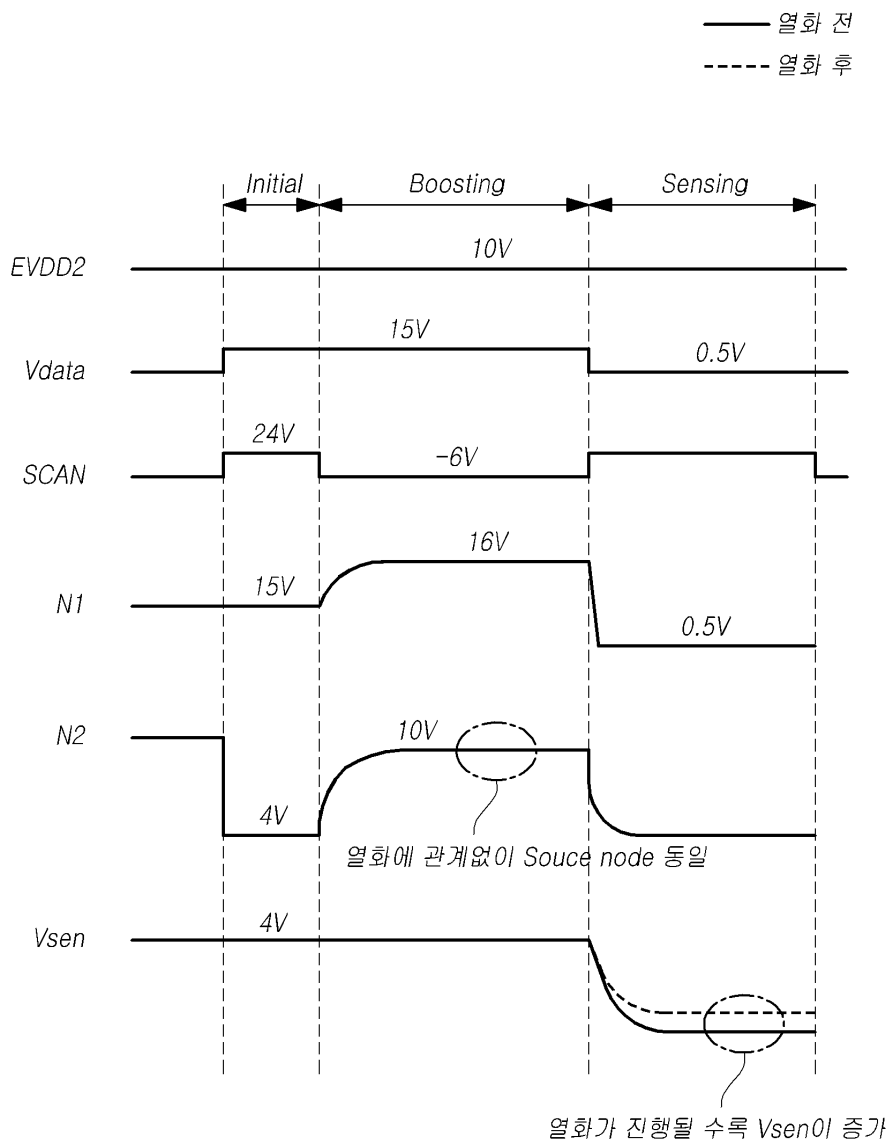 열화 전
열화 후
Initial Boosting Sensing
EVDD2 10V
Vdata 15V 0.5V
SCAN 24V -6V
N1 15V 16V 0.5V
N2 4V 10V
열화에 관계없이 Souce node 동일
Vsen 4V
열화가 진행될 수록 Vsen이 증가